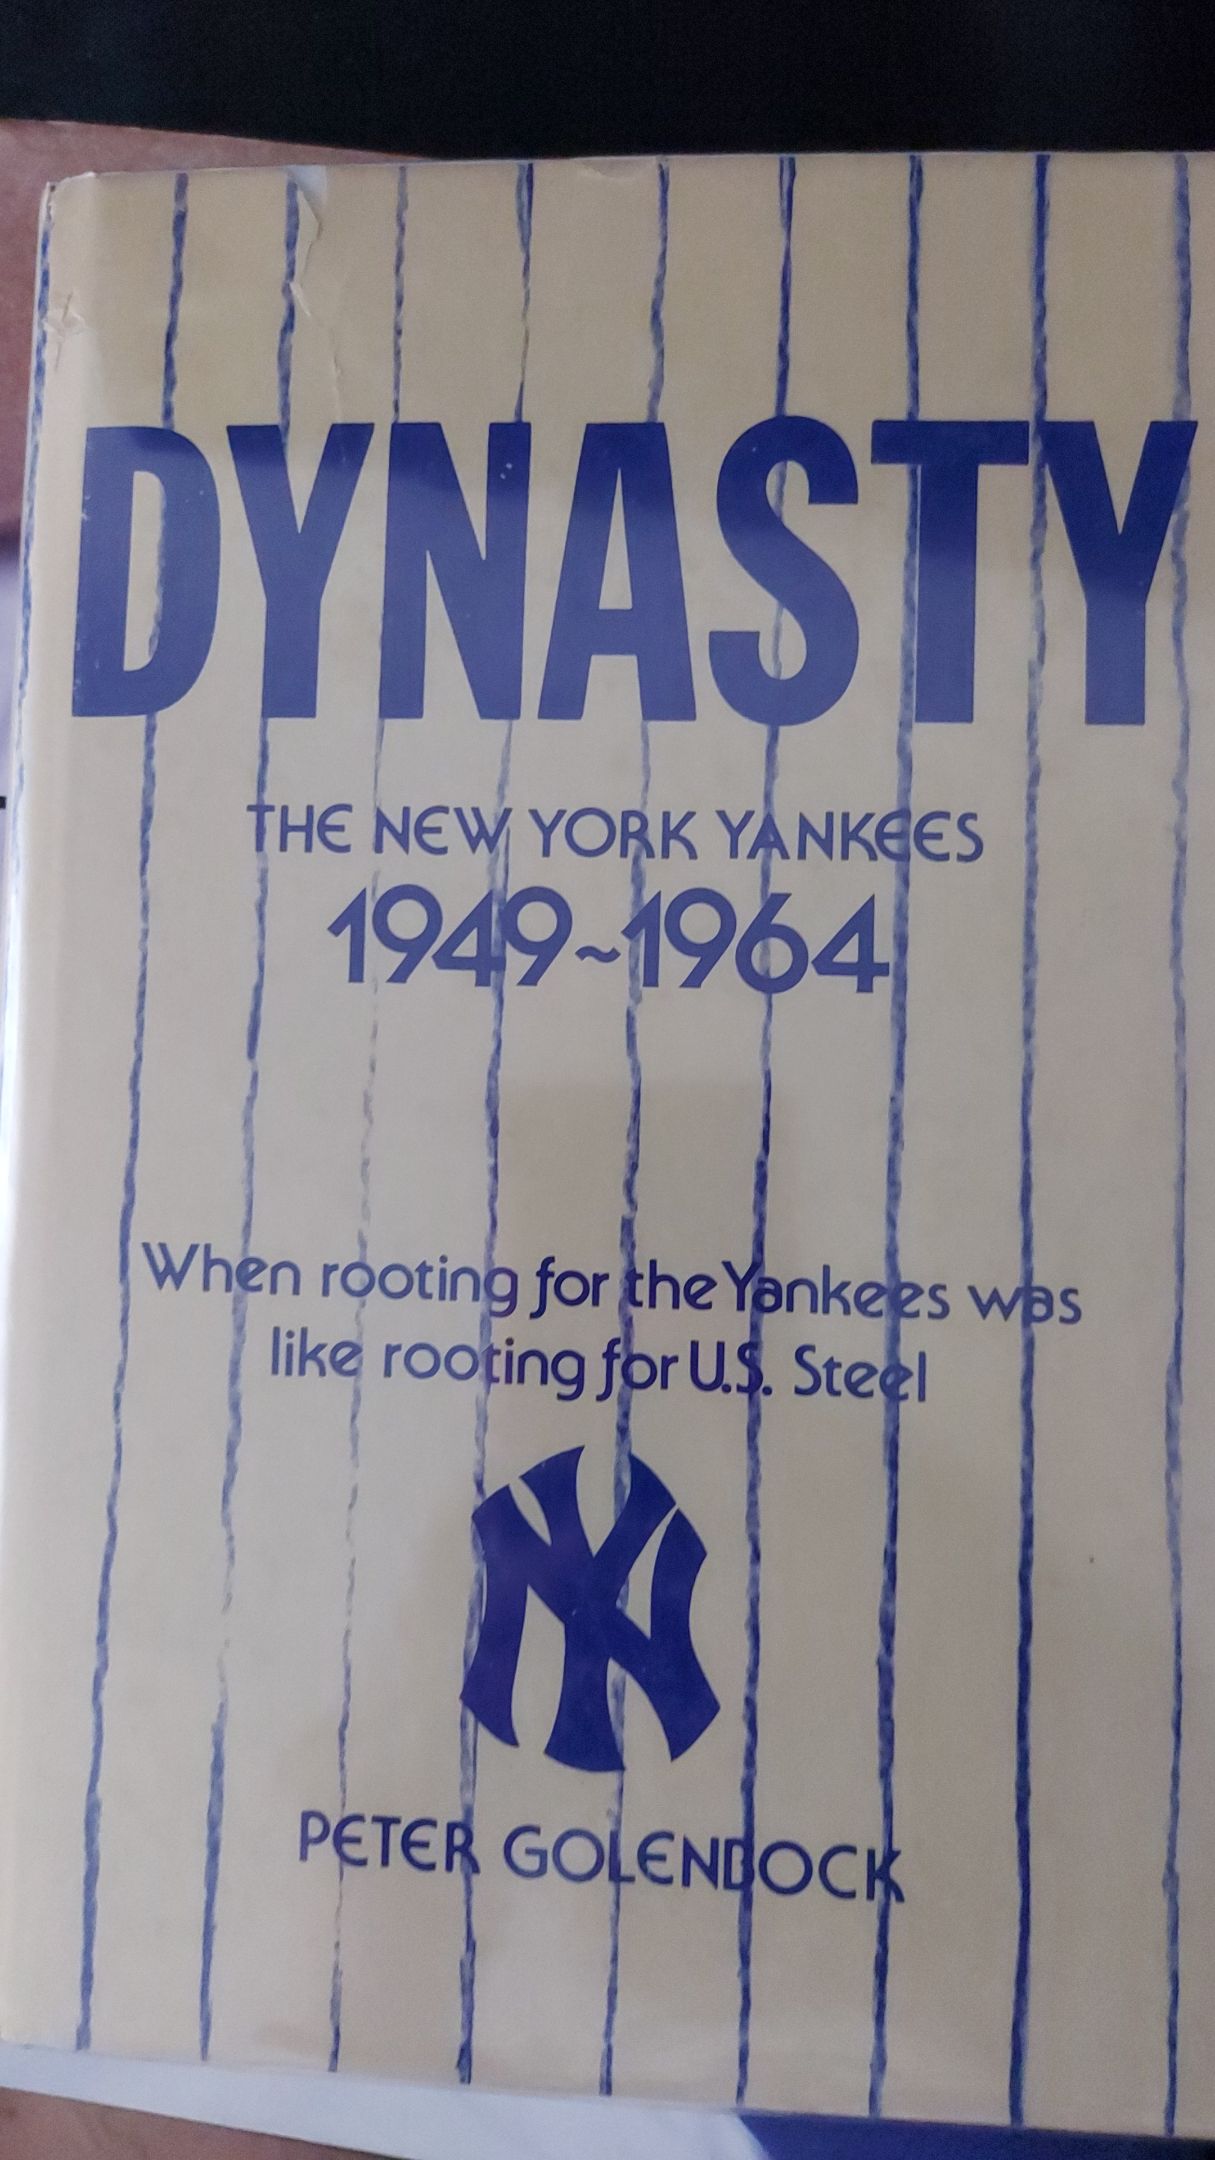 DYNASTY
THE NEW YORK YANKEES
1949~1964
When rooting for the Yankees was
like rooting for U.S. Steel
NY
PETER GOLENBOCK